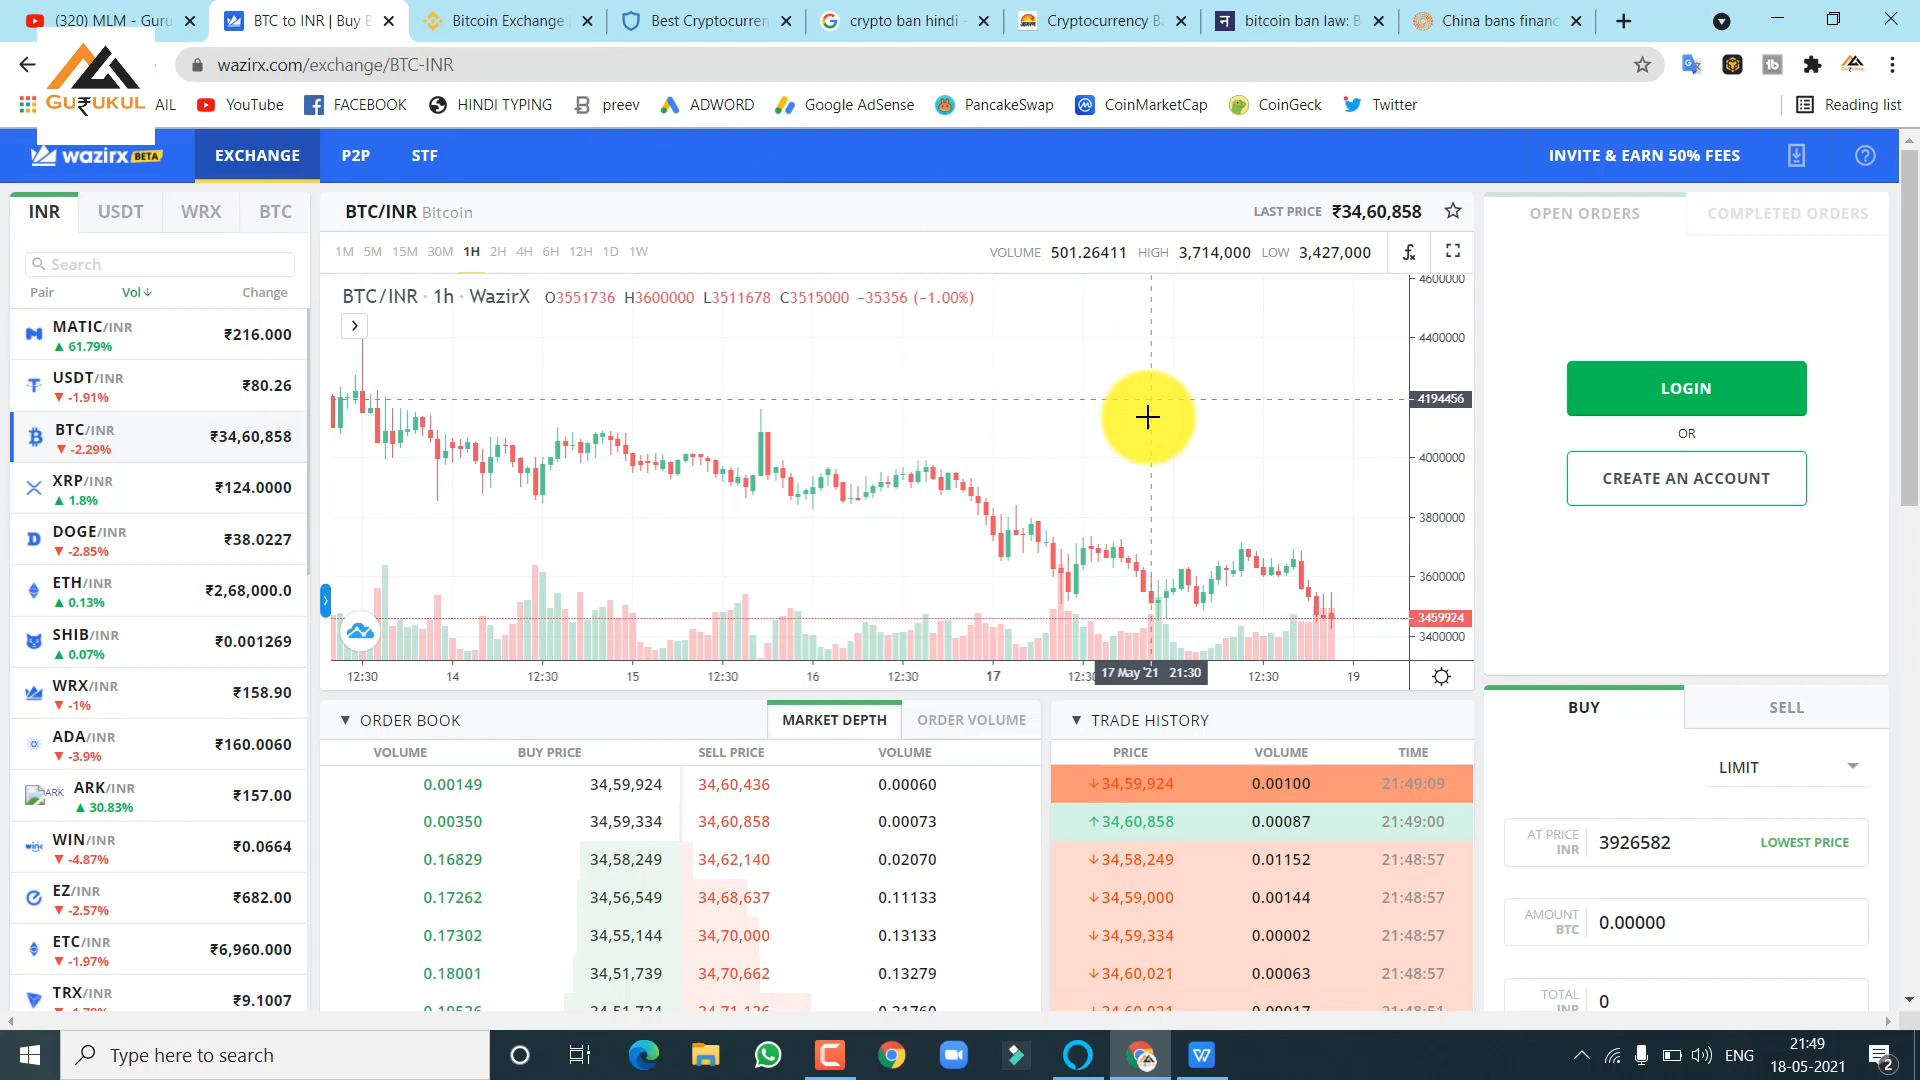 (320) MLM - Guru
BTC to INR | Buy B
Bitcoin Exchange |
Best Cryptocurren
crypto ban hindi -
Cryptocurrency Ba
bitcoin ban law: B
China bans financ
wazirx.com/exchange/BTC-INR
GURUKUL
AIL
YouTube
FACEBOOK
HINDI TYPING
preev
ADWORD
Google AdSense
PancakeSwap
CoinMarketCap
CoinGeck
Twitter
Reading list
wazirx BETA
EXCHANGE
P2P
STF
INVITE & EARN 50% FEES
INR USDT WRX BTC
Search
Pair Vol↓ Change
MATIC/INR ₹216.000
▲ 61.79%
USDT/INR ₹80.26
▼ -1.91%
BTC/INR ₹34,60,858
▼ -2.29%
XRP/INR ₹124.0000
▲ 1.8%
DOGE/INR ₹38.0227
▼ -2.85%
ETH/INR ₹2,68,000.0
▲ 0.13%
SHIB/INR ₹0.001269
▲ 0.07%
WRX/INR ₹158.90
▼ -1%
ADA/INR ₹160.0060
▼ -3.9%
ARK ARK/INR ₹157.00
▲ 30.83%
WIN/INR ₹0.0664
▼ -4.87%
EZ/INR ₹682.00
▼ -2.57%
ETC/INR ₹6,960.000
▼ -1.97%
TRX/INR ₹9.1007
BTC/INR Bitcoin
LAST PRICE ₹34,60,858
1M 5M 15M 30M 1H 2H 4H 6H 12H 1D 1W
VOLUME 501.26411 HIGH 3,714,000 LOW 3,427,000
BTC/INR · 1h · WazirX O3551736 H3600000 L3511678 C3515000 −35356 (−1.00%)
4600000
4400000
4194456
4000000
3800000
3600000
3459924
3400000
12:30 14 12:30 15 12:30 16 12:30 17 12:30 17 May '21 21:30 12:30 19
▼ ORDER BOOK
MARKET DEPTH
ORDER VOLUME
VOLUME BUY PRICE SELL PRICE VOLUME
0.00149 34,59,924 34,60,436 0.00060
0.00350 34,59,334 34,60,858 0.00073
0.16829 34,58,249 34,62,140 0.02070
0.17262 34,56,549 34,68,637 0.11133
0.17302 34,55,144 34,70,000 0.13133
0.18001 34,51,739 34,70,662 0.13279
▼ TRADE HISTORY
PRICE VOLUME TIME
↓34,59,924 0.00100 21:49:09
↑34,60,858 0.00087 21:49:00
↓34,58,249 0.01152 21:48:57
↓34,59,000 0.00144 21:48:57
↓34,59,334 0.00002 21:48:57
↓34,60,021 0.00063 21:48:57
OPEN ORDERS
COMPLETED ORDERS
LOGIN
OR
CREATE AN ACCOUNT
BUY
SELL
LIMIT
AT PRICE
INR
3926582
LOWEST PRICE
AMOUNT
BTC
0.00000
TOTAL
INR
0
Type here to search
ENG
21:49
18-05-2021
2